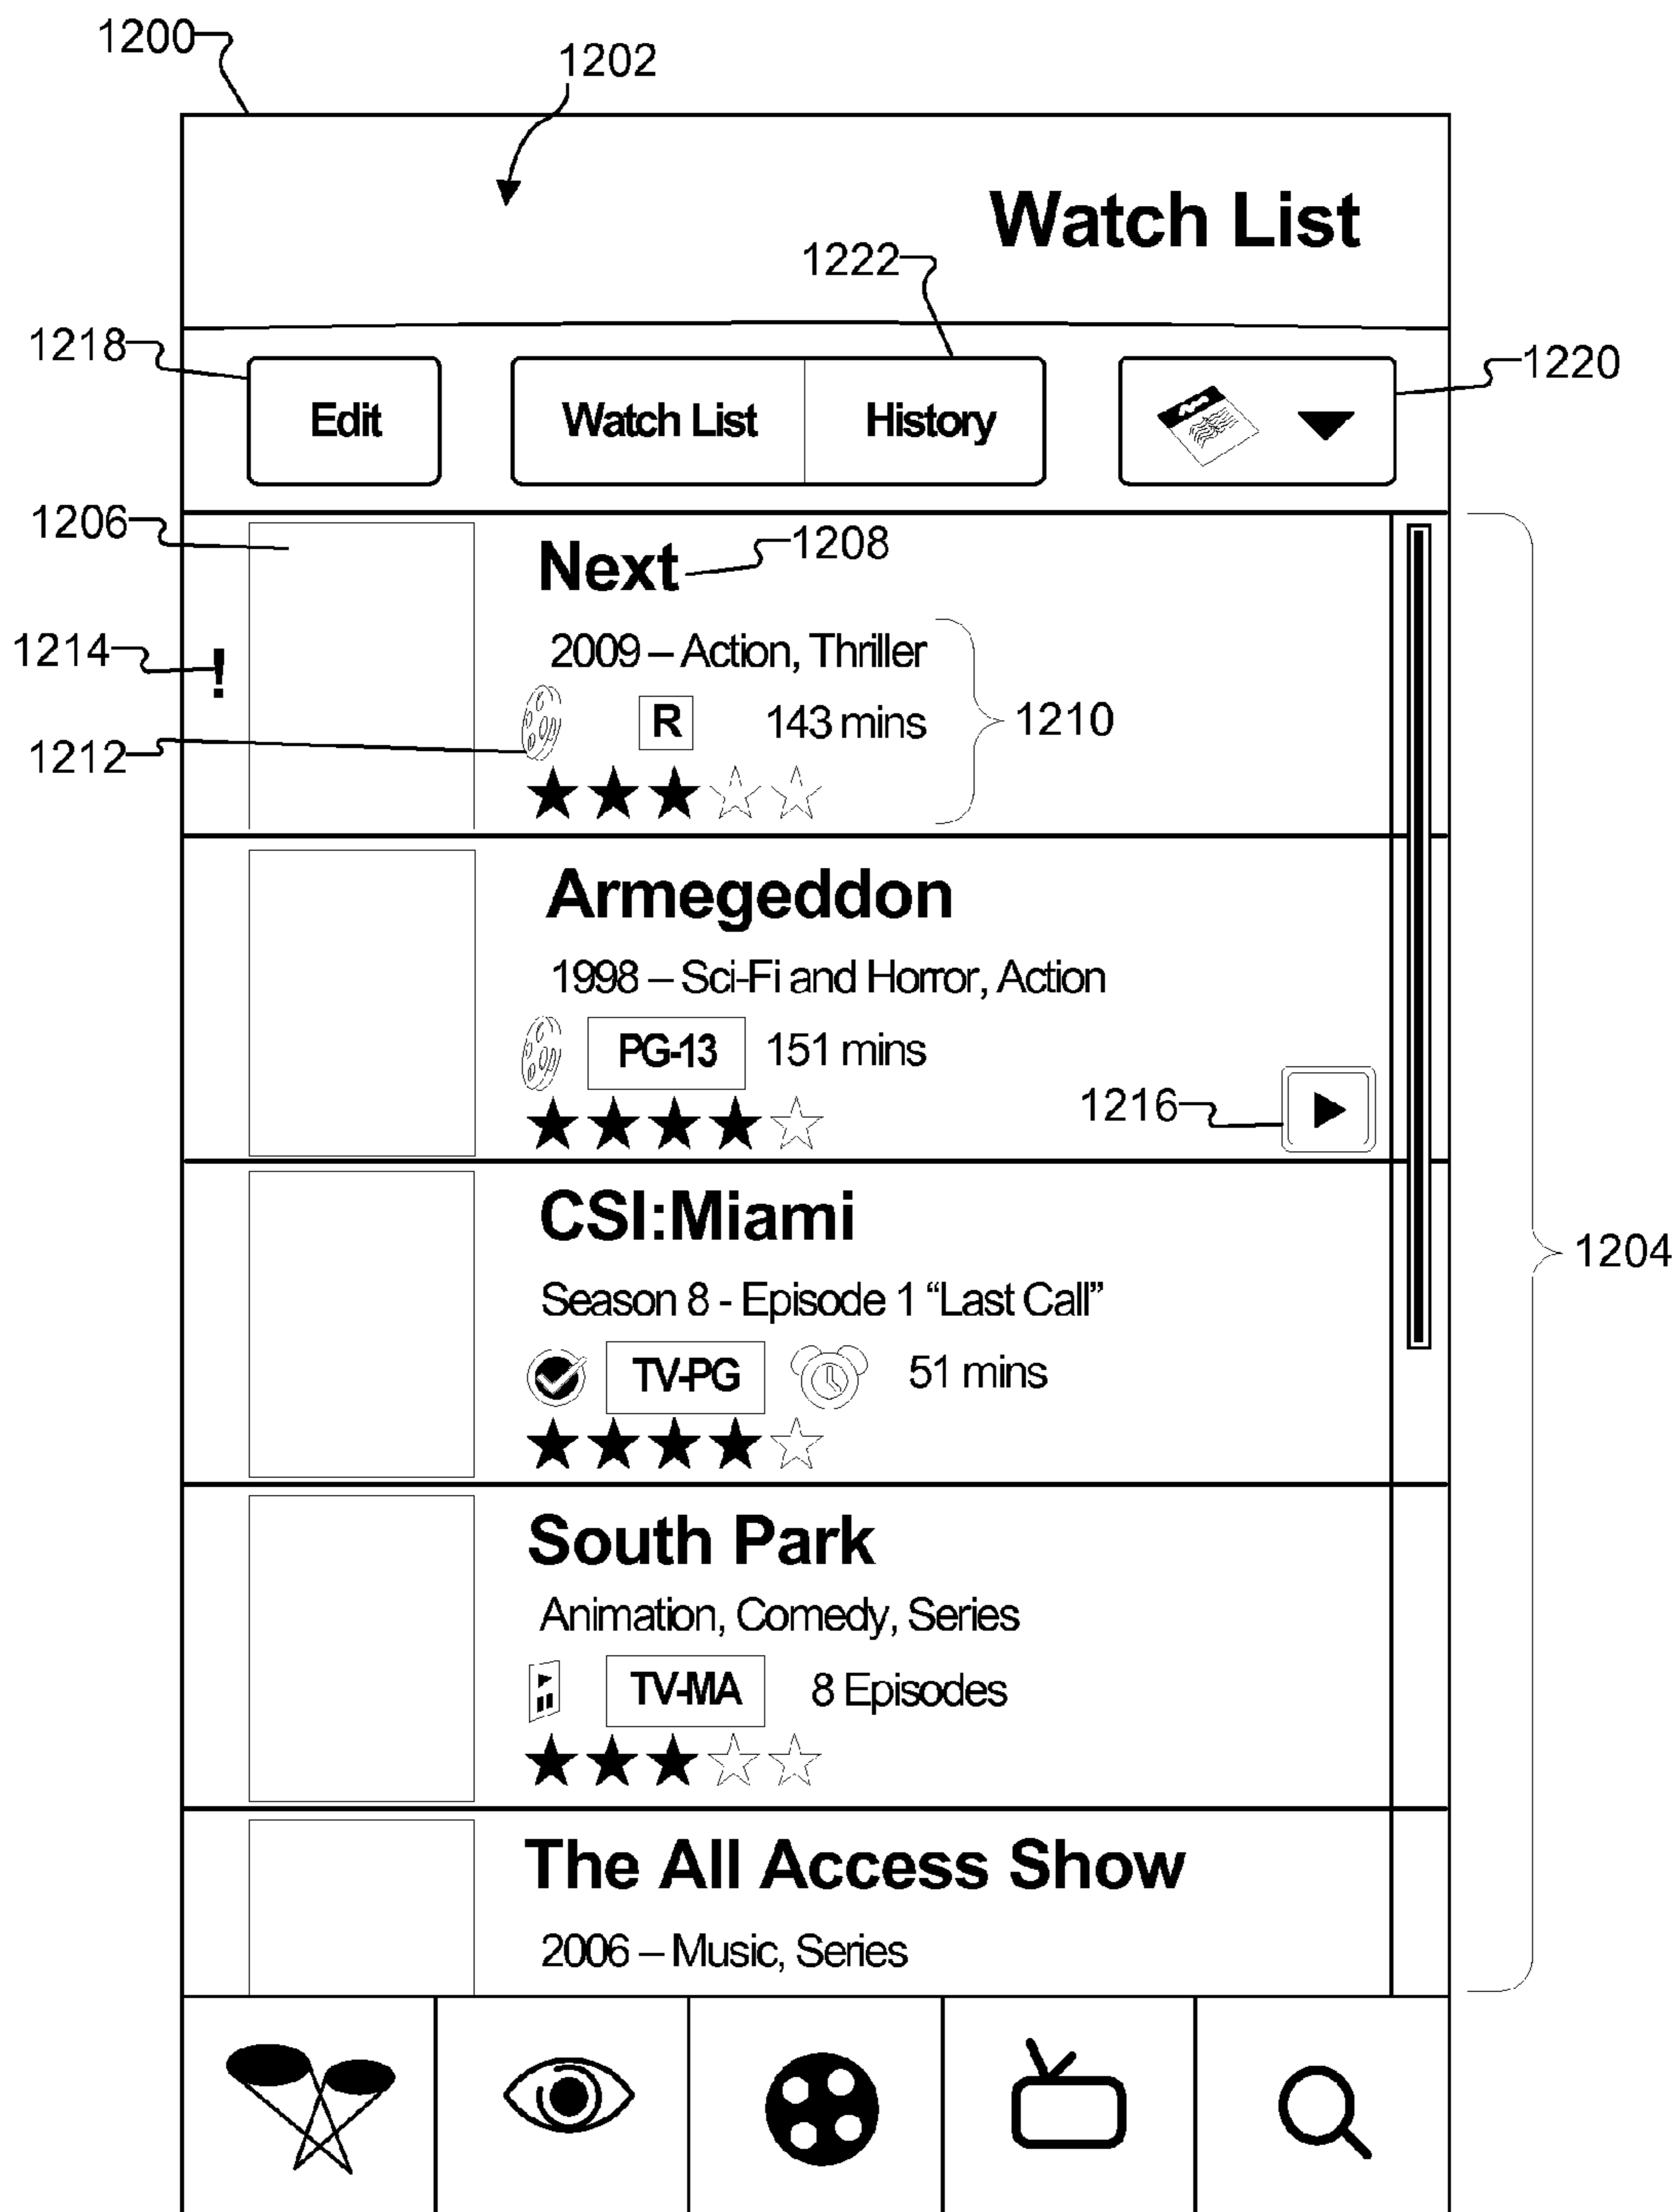 1200
1202
Watch List
1222
1218
1220
Edit
Watch List
History
1206
Next
1208
2009 – Action, Thriller
1214
!
R
143 mins
1210
1212
Armegeddon
1998 – Sci-Fi and Horror, Action
PG-13
151 mins
1216
CSI:Miami
1204
Season 8 - Episode 1 “Last Call”
TV-PG
51 mins
South Park
Animation, Comedy, Series
TV-MA
8 Episodes
The All Access Show
2006 – Music, Series